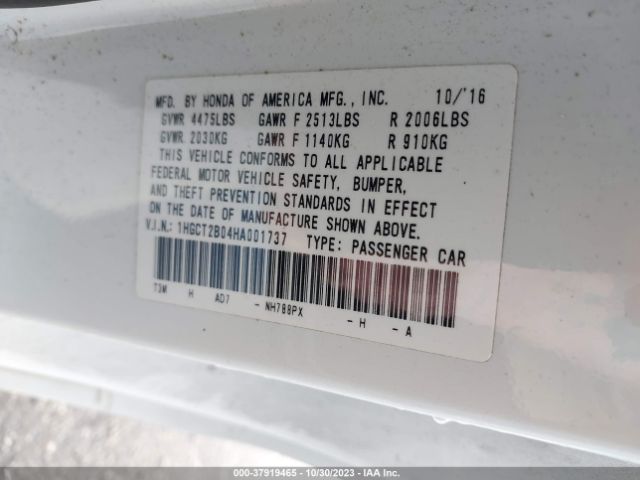 MFD. BY HONDA OF AMERICA MFG., INC. 10/'16
GVWR 4475LBS GAWR F 2513LBS R 2006LBS
GVWR 2030KG GAWR F 1140KG R 910KG
THIS VEHICLE CONFORMS TO ALL APPLICABLE
FEDERAL MOTOR VEHICLE SAFETY, BUMPER,
AND THEFT PREVENTION STANDARDS IN EFFECT
ON THE DATE OF MANUFACTURE SHOWN ABOVE.
V.I.N.: 1HGCT2B04HA001737 TYPE: PASSENGER CAR
T3M H AD7 - NH788PX - H - A
000-37919465 - 10/30/2023 - IAA Inc.